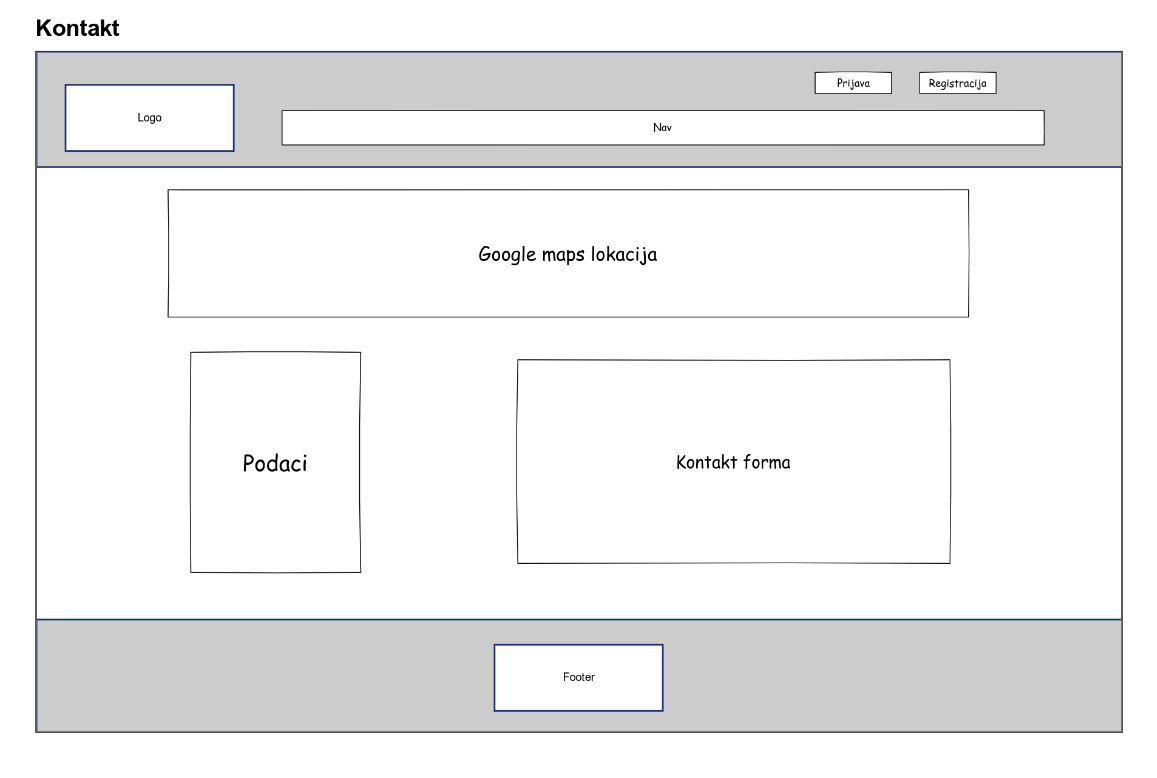 Kontakt
Prijava
Registracija
Logo
Nav
Google maps lokacija
Podaci
Kontakt forma
Footer